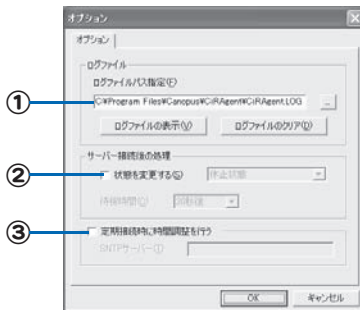 オプション
オプション
ログファイル
ログファイルパス指定(F)
① C¥Program Files¥Canopus¥CiRAgent¥CiRAgent.LOG ...
ログファイルの表示(V) ログファイルのクリア(D)
サーバー接続後の処理
② 状態を変更する(S) 休止状態
待機時間(C) 30秒後
③ 定期接続時に時間調整を行う
SNTPサーバー(T)
OK キャンセル